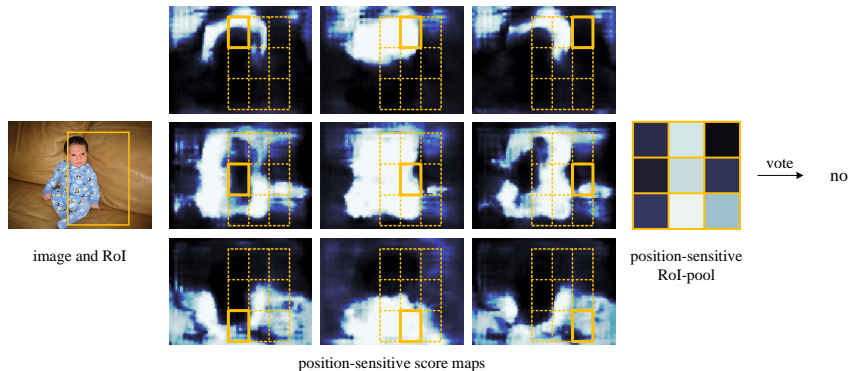 image and RoI
position-sensitive score maps
position-sensitive
RoI-pool
vote
no